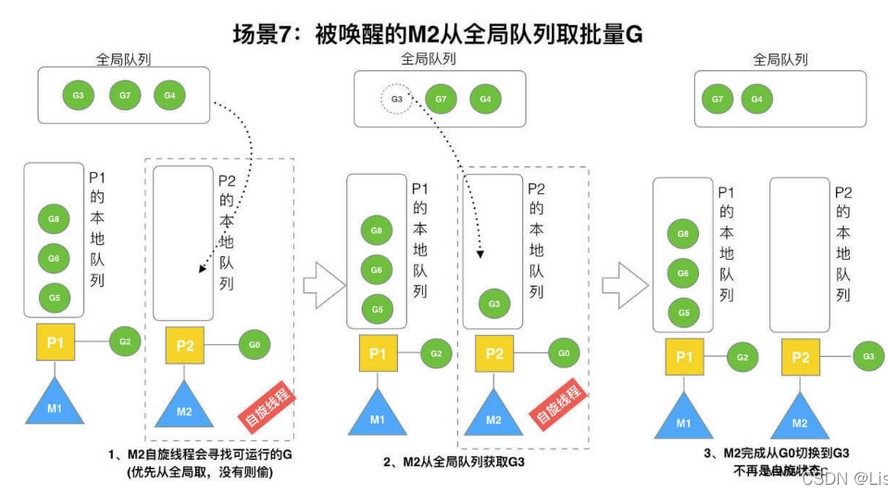 场景7：被唤醒的M2从全局队列取批量G
全局队列
G3 G7 G4
P1的本地队列
G8
G6
G5
P2的本地队列
P1
G2
P2
G0
M1
M2
自旋线程
1、M2自旋线程会寻找可运行的G
(优先从全局取，没有则偷)
全局队列
G3 G7 G4
P1的本地队列
G8
G6
G5
P2的本地队列
G3
P1
G2
P2
G0
M1
M2
自旋线程
2、M2从全局队列获取G3
全局队列
G7 G4
P1的本地队列
G8
G6
G5
P2的本地队列
P1
G2
P2
G3
M1
M2
3、M2完成从G0切换到G3
不再是自旋状态
CSDN @Lis